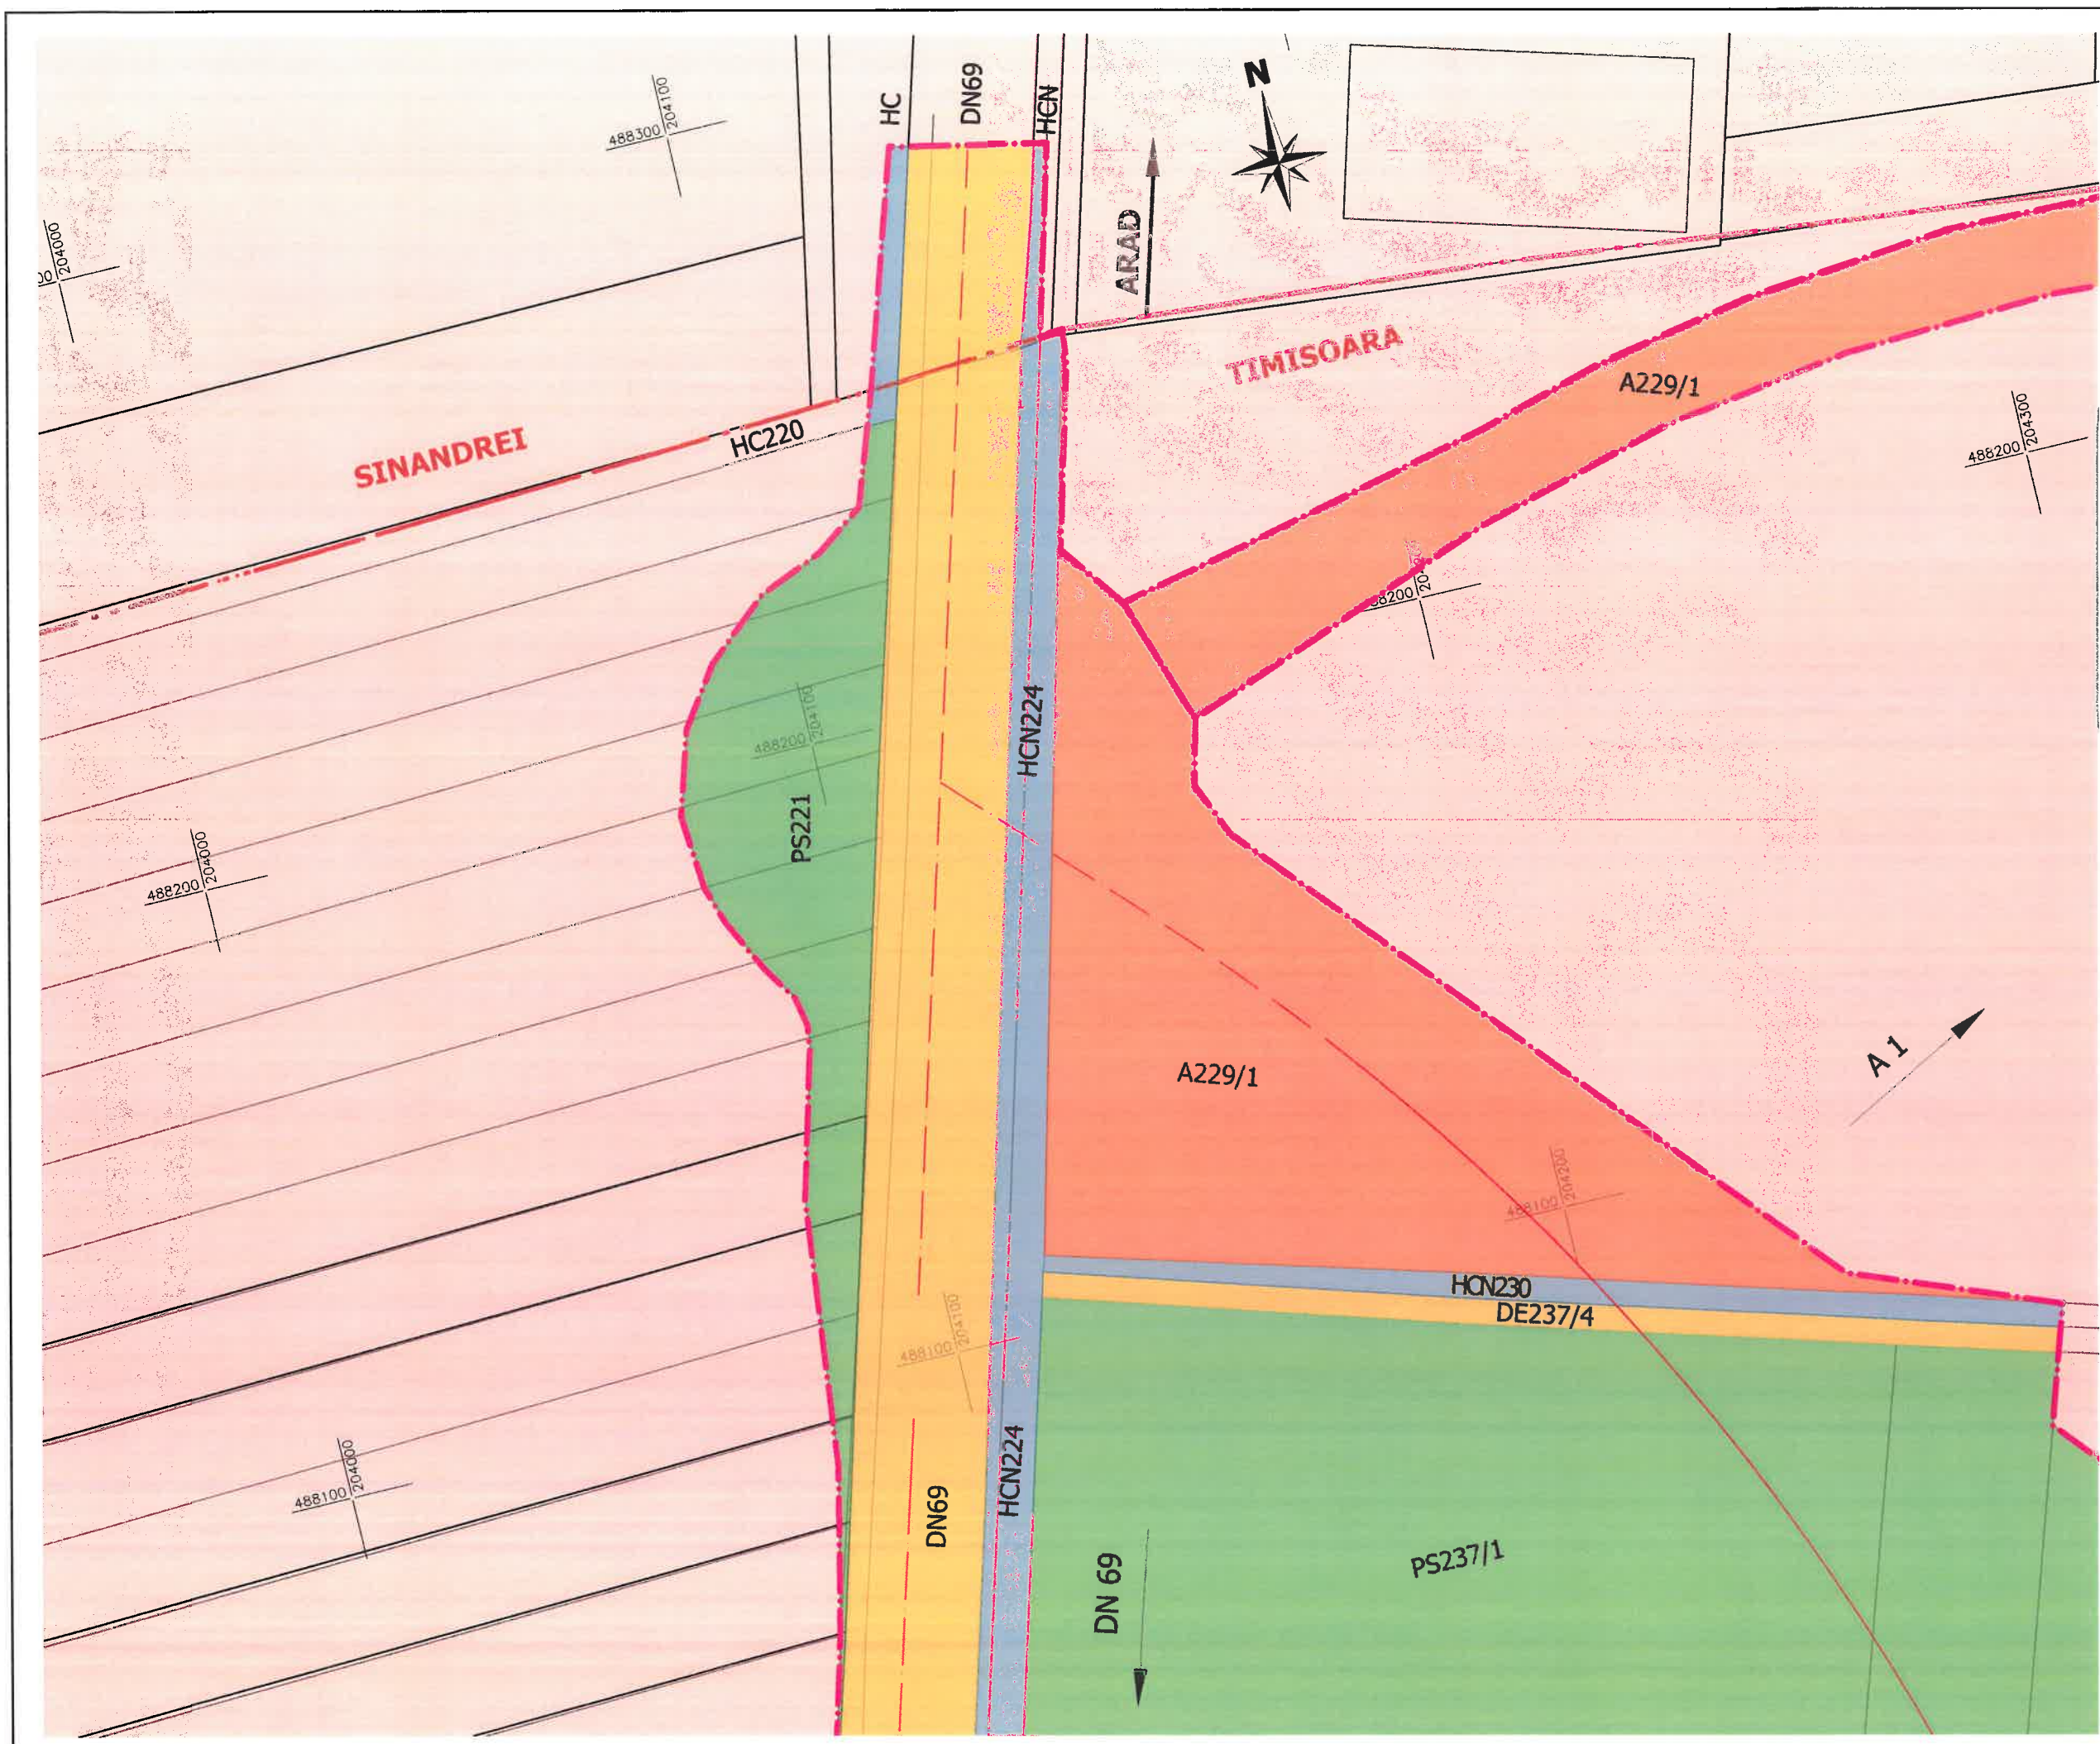 HC
DN69
HCN
N
204100
488300
204000
ARAD
TIMISOARA
A229/1
SINANDREI
HC220
204300
488200
HCN224
204100
488200
PS221
204000
488200
A 1
A229/1
204200
488100
HCN230
DE237/4
204100
488100
204000
488100
HCN224
DN69
DN 69
PS237/1